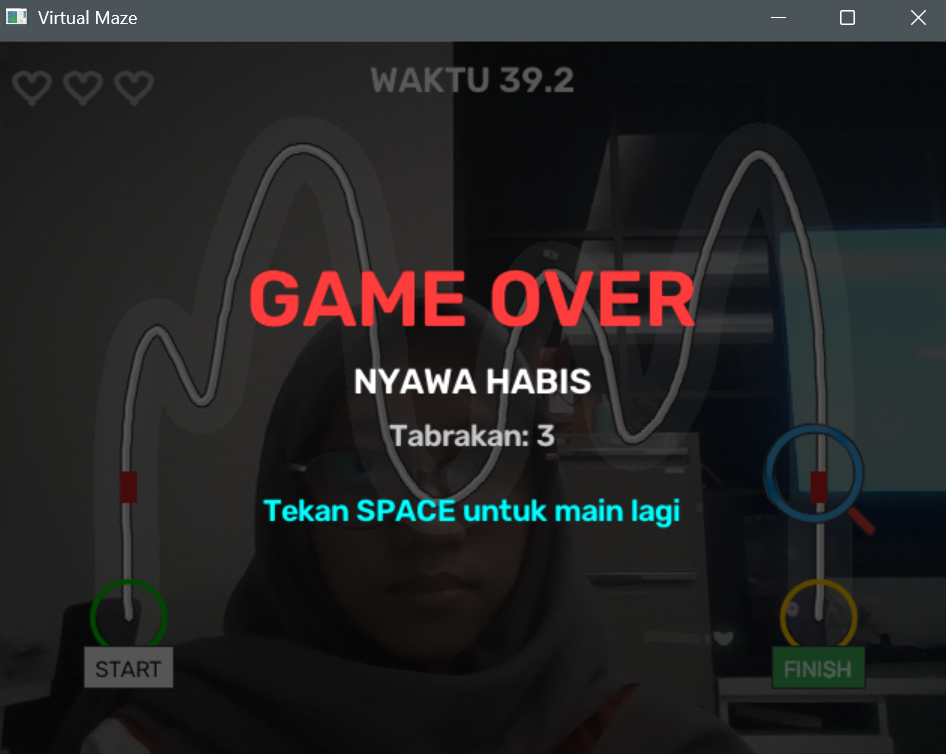 Virtual Maze
WAKTU 39.2
GAME OVER
NYAWA HABIS
Tabrakan: 3
Tekan SPACE untuk main lagi
START
FINISH